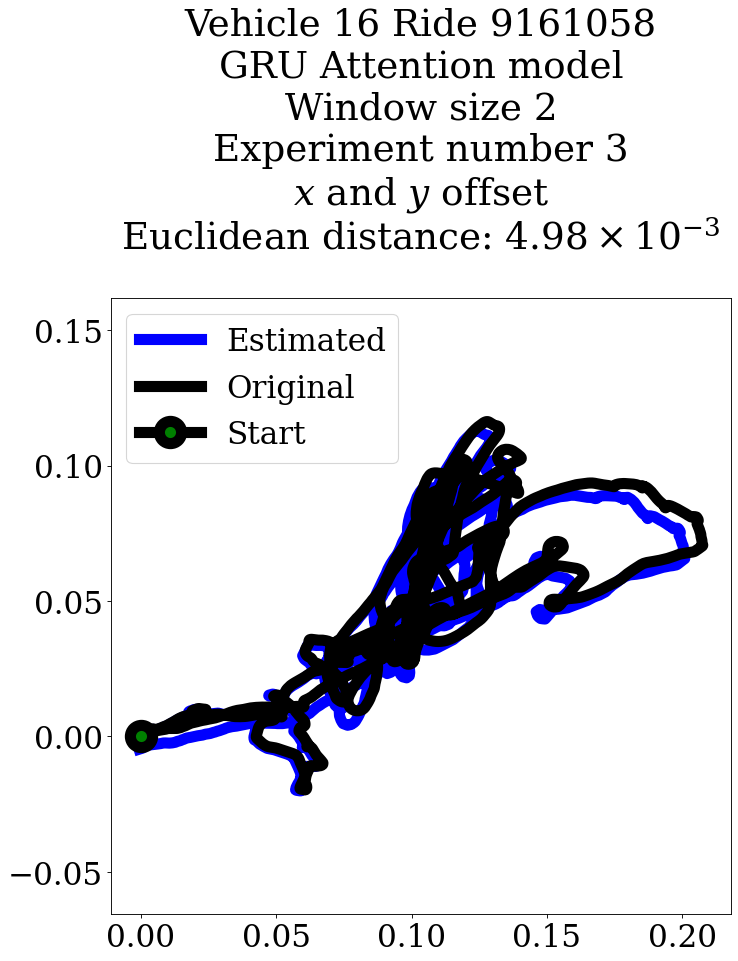 Vehicle 16 Ride 9161058
GRU Attention model
Window size 2
Experiment number 3
x and y offset
Euclidean distance: 4.98 × 10⁻³
Estimated
Original
Start
0.15
0.10
0.05
0.00
−0.05
0.00 0.05 0.10 0.15 0.20